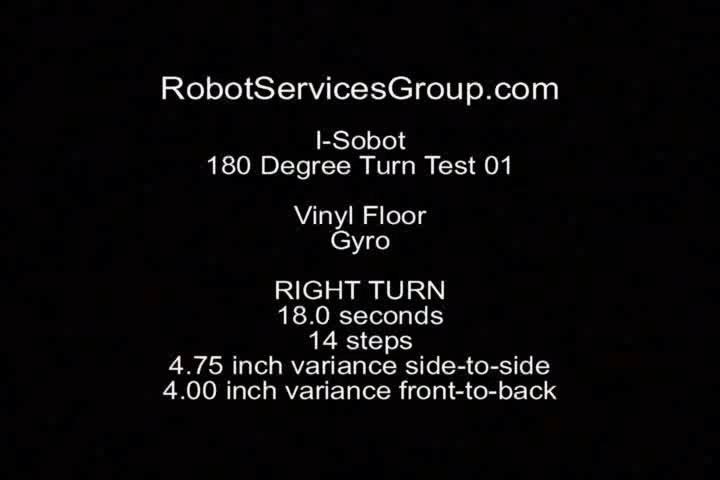 RobotServicesGroup.com
I-Sobot
180 Degree Turn Test 01
Vinyl Floor
Gyro
RIGHT TURN
18.0 seconds
14 steps
4.75 inch variance side-to-side
4.00 inch variance front-to-back